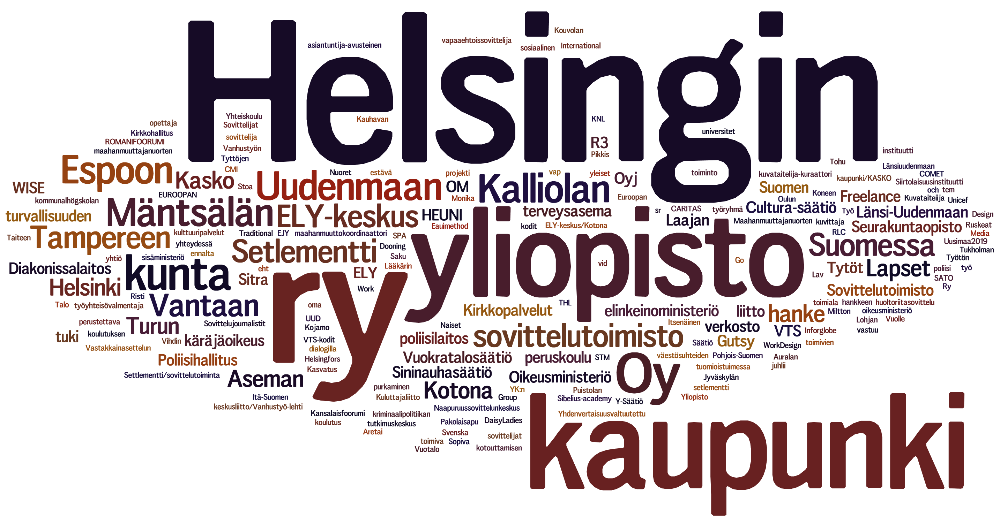 Helsingin
Kouvolan
vapaaehtoissovittelija
asiantuntija-avusteinen
sosiaalinen
International
Yhteiskoulu
Sovittelijat
Kauhavan
KNL
opettaja
Kirkkohallitus
sovittelija
universitet
ROMANIFOORUMI
R3
maahanmuuttajanuorten
Vanhustyön
Pikkis
instituutti
Tyttöjen
Tohu
Espoon
CMI
Länsiuudenmaan
Kasko
Nuoret
estävä
projekti
vap
yleiset
toiminto
kuvataitelija-kuraattori
COMET
Oyj
kaupunki/KASKO
Siirtolaisuusinstituutti
WISE
Stoa
Uudenmaan
OM
Kalliolan
Suomen
Koneen
och
tem
EUROOPAN
Monika
Euroopan
Freelance
Kuvataiteiija
Unicef
kommunalhögskolan
Oulun
Mäntsälän
ELY-keskus
HEUNI
terveysasema
sr
CARITAS
työryhmä
Cultura-säätiö
Työ
Länsi-Uudenmaan
Design
turvallisuuden
Laajan
Maahanmuuttajanuorten
kuvittaja
Eauimethod
kodit
ELY-keskus/Kotona
Seurakuntaopisto
Ruskeat
Taiteen
Tampereen
kulttuuripalvelut
Traditional
EJY
maahanmuuttokoordinaattori
SPA
RLC
Media
yhteydessä
Setlementti
Dooning
yliopisto
Suomessa
Uusimaa2019
Tukholman
yhtiö
sisäministeriö
ennalta
Saku
Työtön
Diakonissalaitos
kunta
eht
Lääkärin
vid
Go
Tytöt
Lapset
poliisi
työ
Sitra
ELY
Lav
SATO
Helsinki
ry
Work
Sovittelutoimisto
Ry
Risti
Talo
työyhteisövalmentaja
Vantaan
oma
THL
toimiala
hankkeen
huoltoriitasovittelu
Kirkkopalvelut
elinkeinoministeriö
liitto
hanke
Miltton
oikeusministeriö
perustettava
Turun
Sovittelujournalistit
UUD
Kojamo
Naiset
Itsenäinen
verkosto
Lohjan
Vuolle
tuki
koulutuksen
VTS
Inforglobe
vastuu
Vihdin
käräjäoikeus
VTS-kodit
poliisilaitos
sovittelutoimisto
Säätiö
Gutsy
WorkDesign
toimivien
Vastakkainasettelun
dialogilla
Poliisihallitus
Helsingfors
Vuokratalosäätiö
peruskoulu
STM
väestösuhteiden
Pohjois-Suomen
Auralan
Kasvatus
Oy
tuomioistuimessa
juhlii
Settlementti/sovittelutoiminta
Aseman
Sininauhasäätiö
Oikeusministeriö
Jyväskylän
purkaminen
Kotona
YK:n
Puistolan
setlementti
Itä-Suomen
Kuluttajaliitto
Group
Sibelius-academy
Y-Säätiö
Yliopisto
keskusliitto/Vanhustyö-lehti
Naapuruussovittelunkeskus
kaupunki
Kansalaisfoorumi
kriminaalipolitiikan
Yhdenvertaisuusvaltuutettu
koulutus
tutkimuskeskus
Pakolaisapu
DaisyLadies
Aretai
Svenska
sovittelijat
toimiva
Sopiva
Vuotalo
kotouttamisen